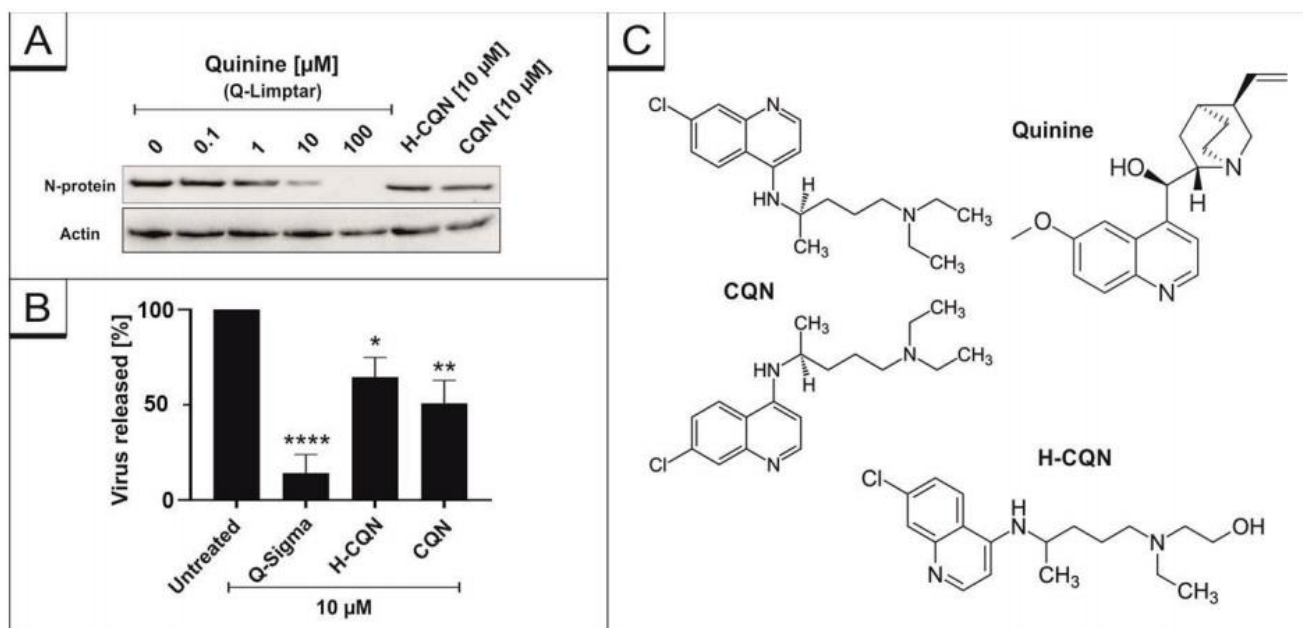 A
Quinine [µM]
(Q-Limptar)
0 0.1 1 10 100 H-CQN [10 µM] CQN [10 µM]
N-protein
Actin
B
Virus released [%]
100
50
0
****
*
**
Untreated Q-Sigma H-CQN CQN
10 µM
C
Cl
N
HN
H
CH3
N
CH3
CH3
CQN
CH3
CH3
HN
H
N
CH3
Cl
N
Quinine
HO
N
H
O
N
H-CQN
Cl
H
N
N
OH
N
CH3
CH3